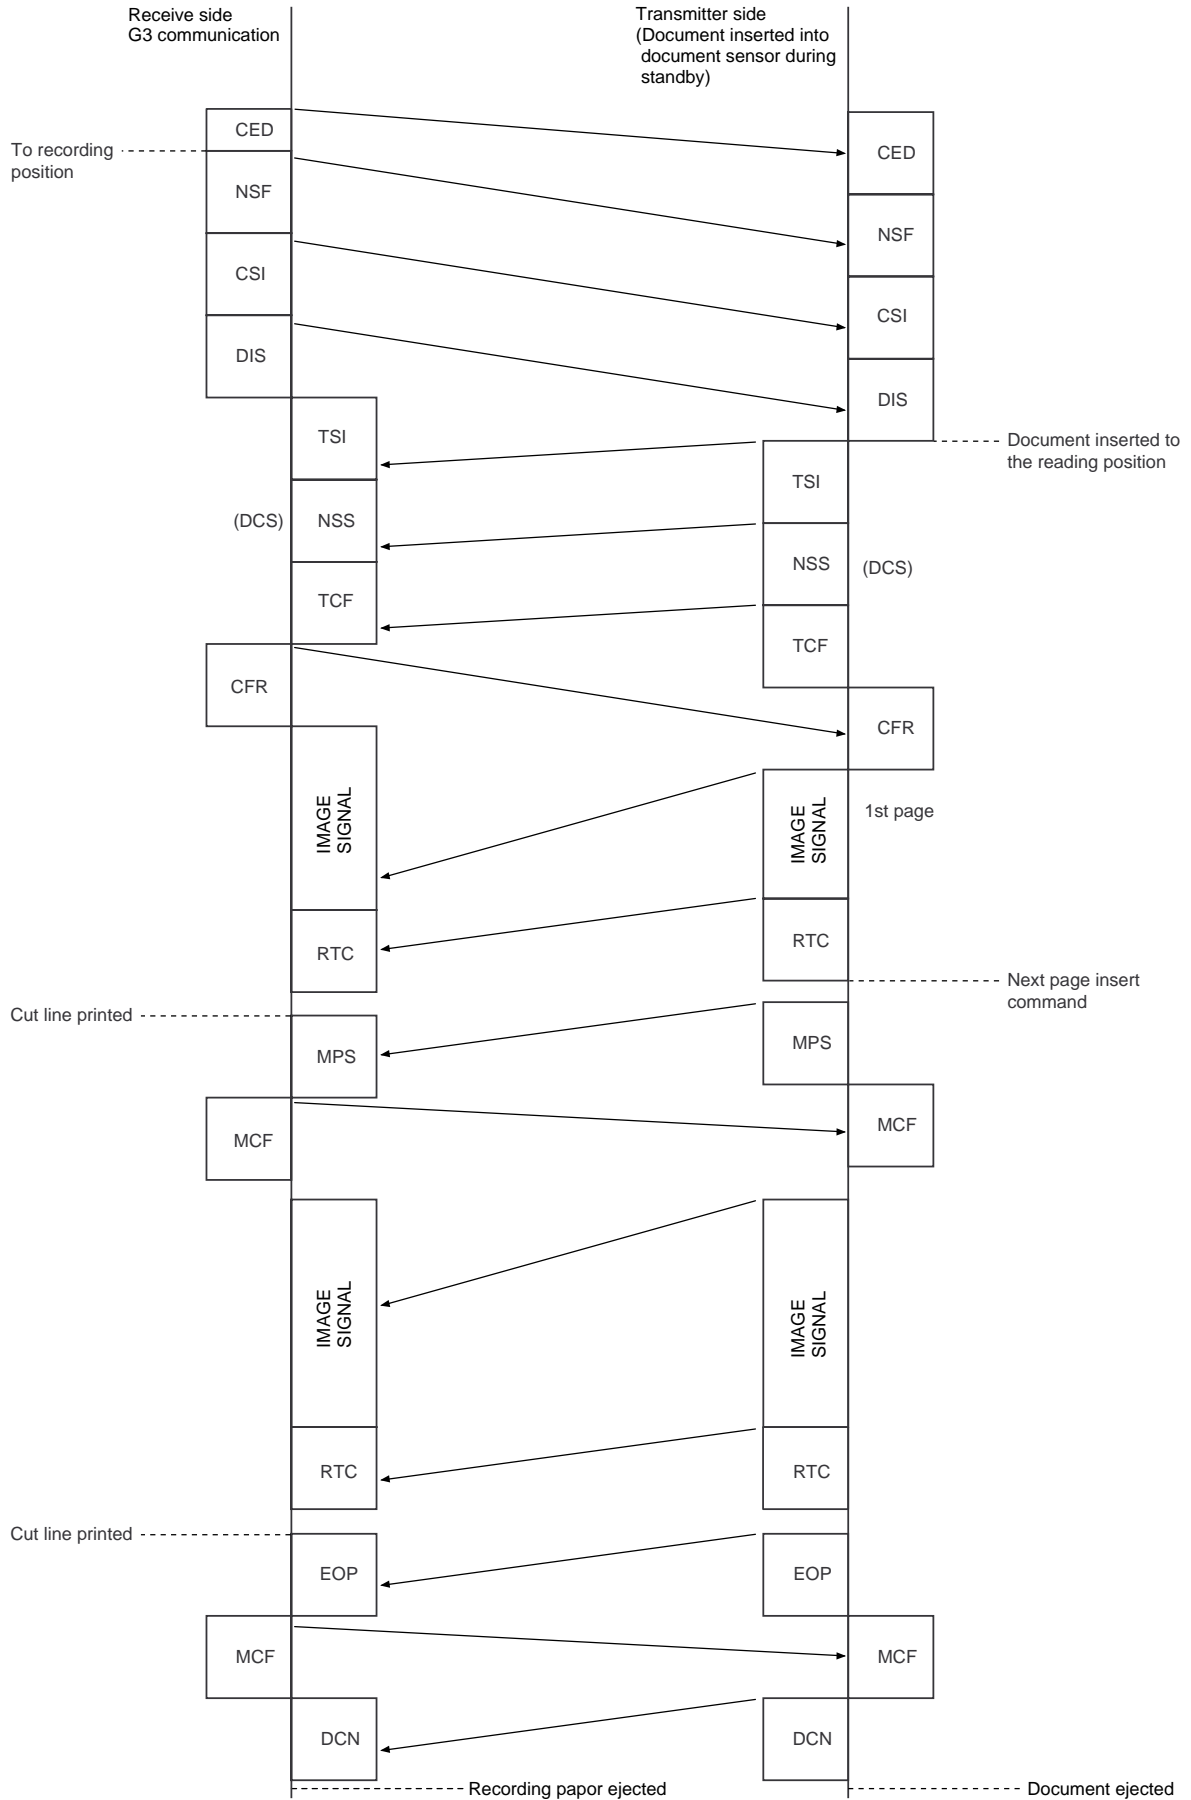 Receive side
G3 communication
Transmitter side
(Document inserted into
document sensor during
standby)
CED
CED
To recording
position
NSF
NSF
CSI
CSI
DIS
DIS
TSI
Document inserted to
the reading position
TSI
(DCS)
NSS
NSS
(DCS)
TCF
TCF
CFR
CFR
IMAGE
SIGNAL
IMAGE
SIGNAL
1st page
RTC
RTC
Next page insert
command
Cut line printed
MPS
MPS
MCF
MCF
IMAGE
SIGNAL
IMAGE
SIGNAL
RTC
RTC
Cut line printed
EOP
EOP
MCF
MCF
DCN
DCN
Recording papor ejected
Document ejected